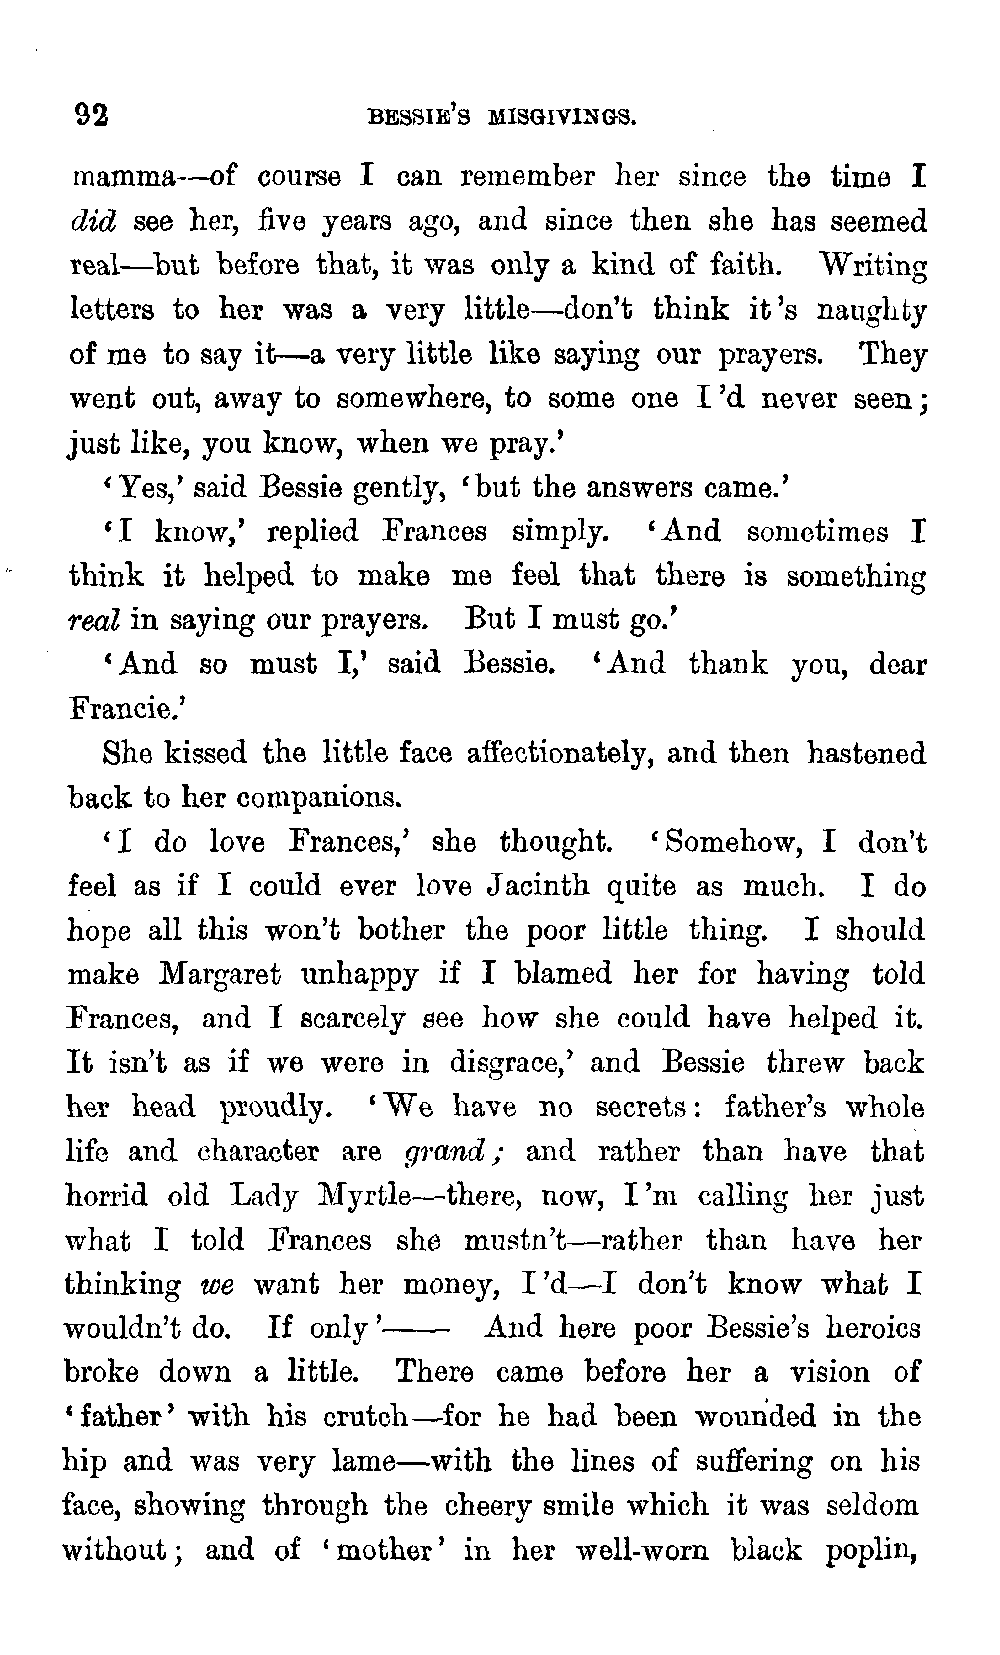 92 BESSIE'S MISGIVINGS.
mamma—of course I can remember her since the time I
did see her, five years ago, and since then she has seemed
real—but before that, it was only a kind of faith. Writing
letters to her was a very little—don't think it's naughty
of me to say it—a very little like saying our prayers. They
went out, away to somewhere, to some one I'd never seen;
just like, you know, when we pray.'
'Yes,' said Bessie gently, 'but the answers came.'
'I know,' replied Frances simply. 'And sometimes I
think it helped to make me feel that there is something
real in saying our prayers. But I must go.'
'And so must I,' said Bessie. 'And thank you, dear
Francie.'
She kissed the little face affectionately, and then hastened
back to her companions.
'I do love Frances,' she thought. 'Somehow, I don't
feel as if I could ever love Jacinth quite as much. I do
hope all this won't bother the poor little thing. I should
make Margaret unhappy if I blamed her for having told
Frances, and I scarcely see how she could have helped it.
It isn't as if we were in disgrace,' and Bessie threw back
her head proudly. 'We have no secrets: father's whole
life and character are grand; and rather than have that
horrid old Lady Myrtle—there, now, I'm calling her just
what I told Frances she mustn't—rather than have her
thinking we want her money, I'd—I don't know what I
wouldn't do. If only'—— And here poor Bessie's heroics
broke down a little. There came before her a vision of
'father' with his crutch—for he had been wounded in the
hip and was very lame—with the lines of suffering on his
face, showing through the cheery smile which it was seldom
without; and of 'mother' in her well-worn black poplin,